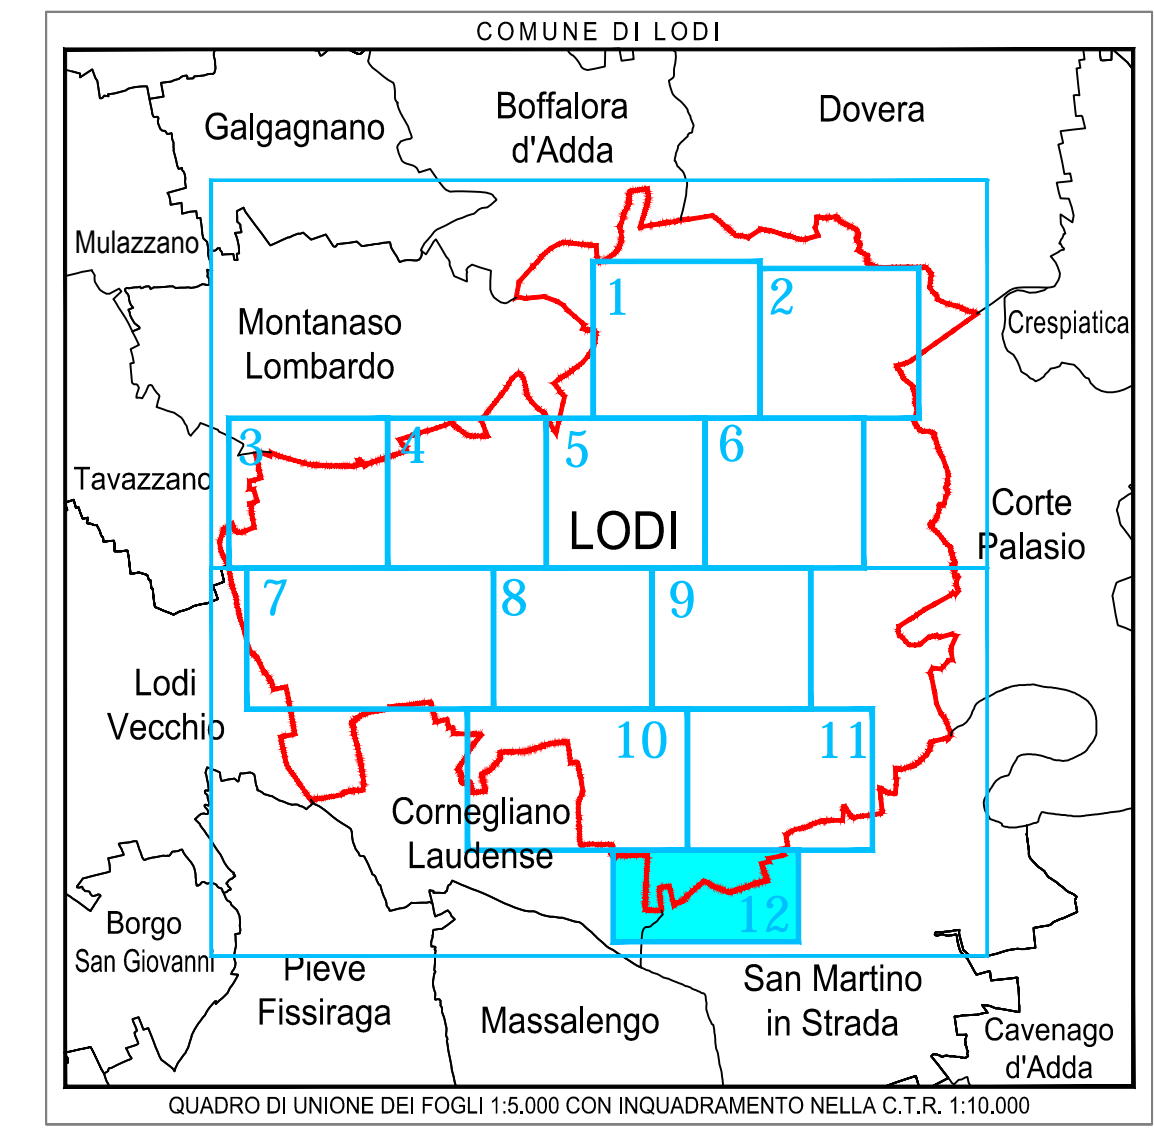 COMUNE DI LODI
Galgagnano
Boffalora
d'Adda
Dovera
Mulazzano
Montanaso
Lombardo
1
2
Crespiatica
Tavazzano
3
4
5
6
LODI
Corte
Palasio
7
8
9
Lodi
Vecchio
10
11
Cornegliano
Laudense
12
Borgo
San Giovanni
Pieve
Fissiraga
Massalengo
San Martino
in Strada
Cavenago
d'Adda
QUADRO DI UNIONE DEI FOGLI 1:5.000 CON INQUADRAMENTO NELLA C.T.R. 1:10.000